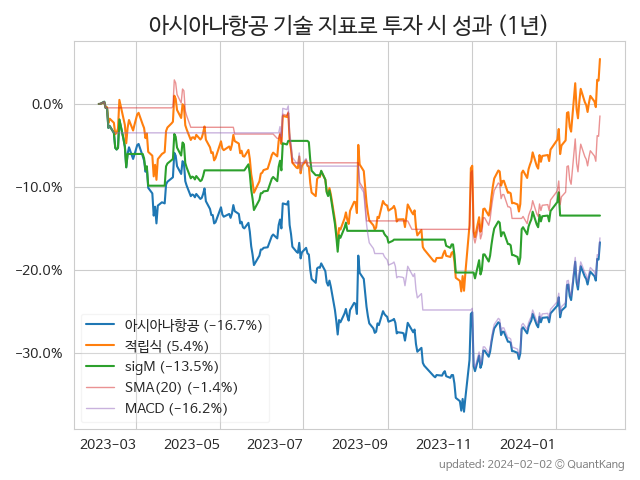 아시아나항공 기술 지표로 투자 시 성과 (1년)
0.0%
−10.0%
−20.0%
−30.0%
아시아나항공 (−16.7%)
적립식 (5.4%)
sigM (−13.5%)
SMA(20) (−1.4%)
MACD (−16.2%)
2023-03 2023-05 2023-07 2023-09 2023-11 2024-01
updated: 2024-02-02 © QuantKang